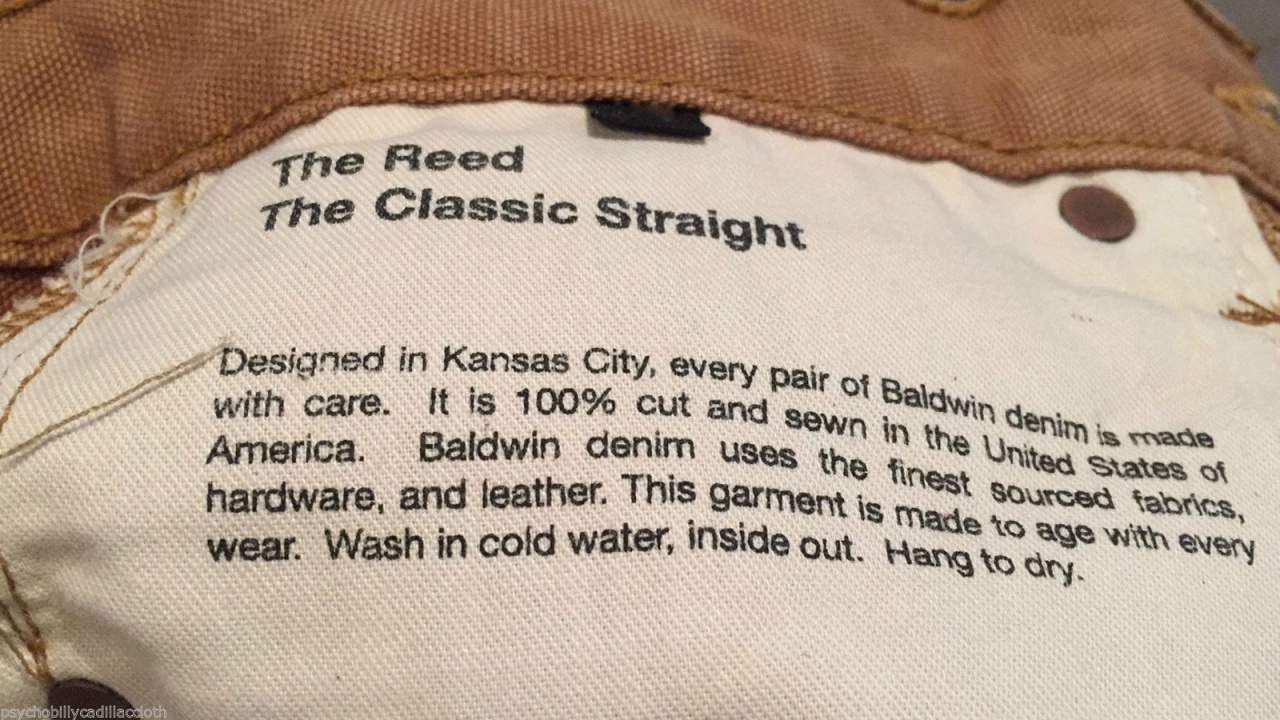 The Reed
The Classic Straight
Designed in Kansas City, every pair of Baldwin denim is made
with care. It is 100% cut and sewn in the United States of
America. Baldwin denim uses the finest sourced fabrics,
hardware, and leather. This garment is made to age with every
wear. Wash in cold water, inside out. Hang to dry.
psychobillycadillaccloth